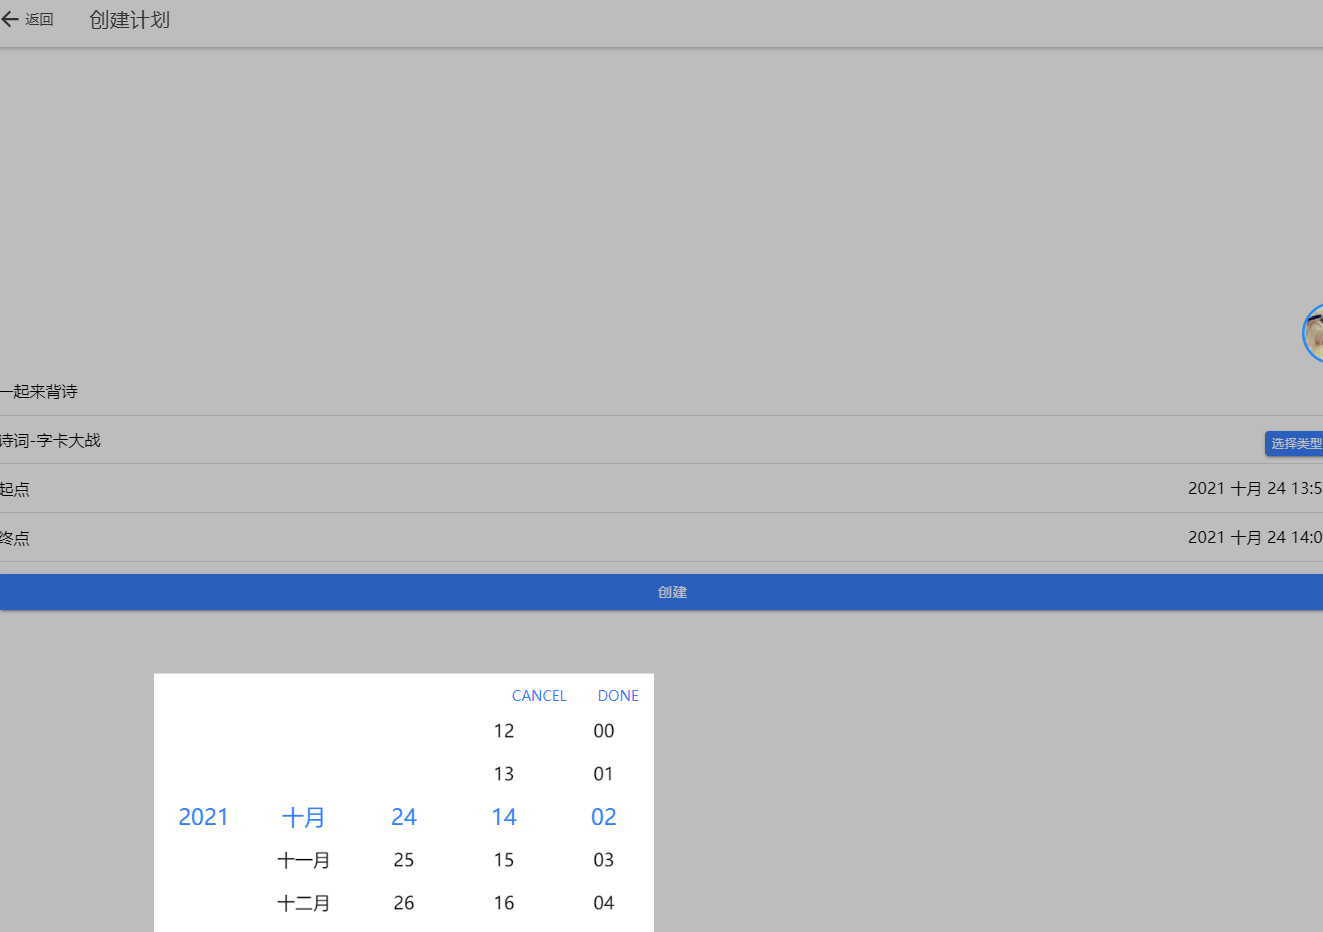 返回 创建计划
一起来背诗
诗词-字卡大战 选择类型
起点 2021 十月 24 13:5
终点 2021 十月 24 14:0
创建
CANCEL DONE
12 00
13 01
2021 十月 24 14 02
十一月 25 15 03
十二月 26 16 04